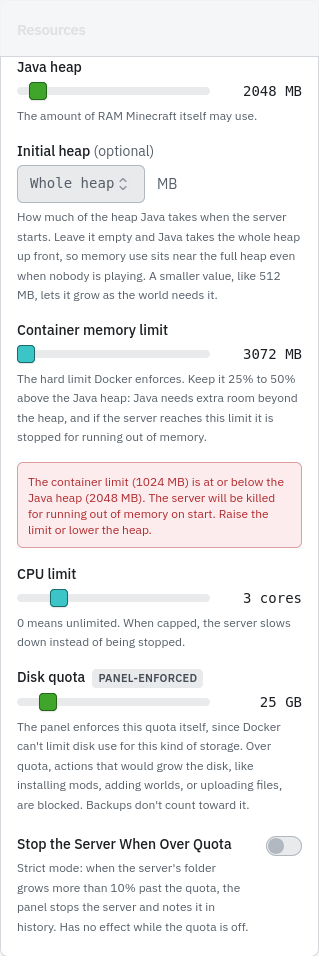 Resources
Java heap
2048 MB
The amount of RAM Minecraft itself may use.
Initial heap (optional)
Whole heap MB
How much of the heap Java takes when the server
starts. Leave it empty and Java takes the whole heap
up front, so memory use sits near the full heap even
when nobody is playing. A smaller value, like 512
MB, lets it grow as the world needs it.
Container memory limit
3072 MB
The hard limit Docker enforces. Keep it 25% to 50%
above the Java heap: Java needs extra room beyond
the heap, and if the server reaches this limit it is
stopped for running out of memory.
The container limit (1024 MB) is at or below the
Java heap (2048 MB). The server will be killed
for running out of memory on start. Raise the
limit or lower the heap.
CPU limit
3 cores
0 means unlimited. When capped, the server slows
down instead of being stopped.
Disk quota PANEL-ENFORCED
25 GB
The panel enforces this quota itself, since Docker
can't limit disk use for this kind of storage. Over
quota, actions that would grow the disk, like
installing mods, adding worlds, or uploading files,
are blocked. Backups don't count toward it.
Stop the Server When Over Quota
Strict mode: when the server's folder
grows more than 10% past the quota, the
panel stops the server and notes it in
history. Has no effect while the quota is off.